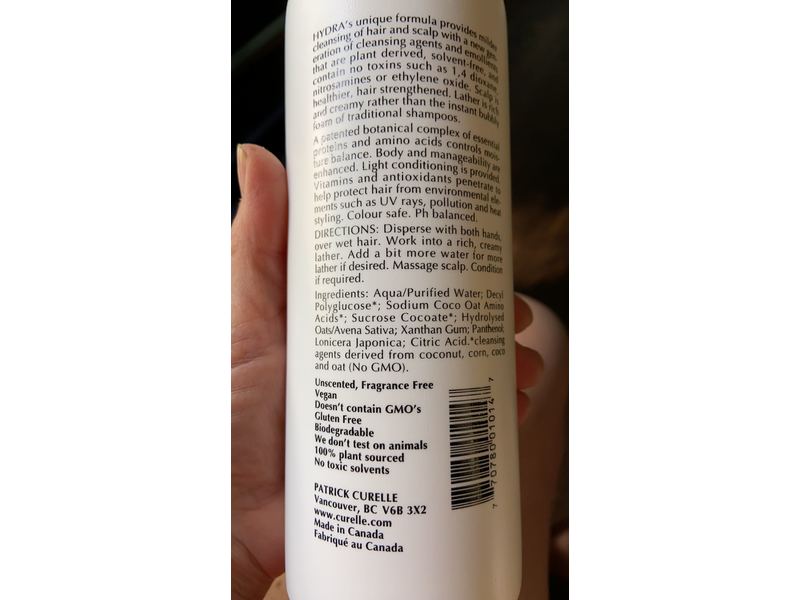 HYDRA's unique formula provides milder
cleansing of hair and scalp with a new gen-
eration of cleansing agents and emollients
that are plant derived, solvent-free, and
contain no toxins such as 1,4 dioxane,
nitrosamines or ethylene oxide. Scalp is
healthier, hair strengthened. Lather is rich
and creamy rather than the instant bubbly
foam of traditional shampoos.
A patented botanical complex of essential
proteins and amino acids controls mois-
ture balance. Body and manageability are
enhanced. Light conditioning is provided.
Vitamins and antioxidants penetrate to
help protect hair from environmental ele-
ments such as UV rays, pollution and heat
styling. Colour safe. Ph balanced.
DIRECTIONS: Disperse with both hands,
over wet hair. Work into a rich, creamy
lather. Add a bit more water for more
lather if desired. Massage scalp. Condition
if required.
Ingredients: Aqua/Purified Water; Decyl
Polyglucose*; Sodium Coco Oat Amino
Acids*; Sucrose Cocoate*; Hydrolysed
Oats/Avena Sativa; Xanthan Gum; Panthenol;
Lonicera Japonica; Citric Acid.*cleansing
agents derived from coconut, corn, coco
and oat (No GMO).
Unscented, Fragrance Free
Vegan
Doesn't contain GMO's
Gluten Free
Biodegradable
We don't test on animals
100% plant sourced
No toxic solvents
PATRICK CURELLE
Vancouver, BC V6B 3X2
www.curelle.com
Made in Canada
Fabriqué au Canada
7 70780 01014 7